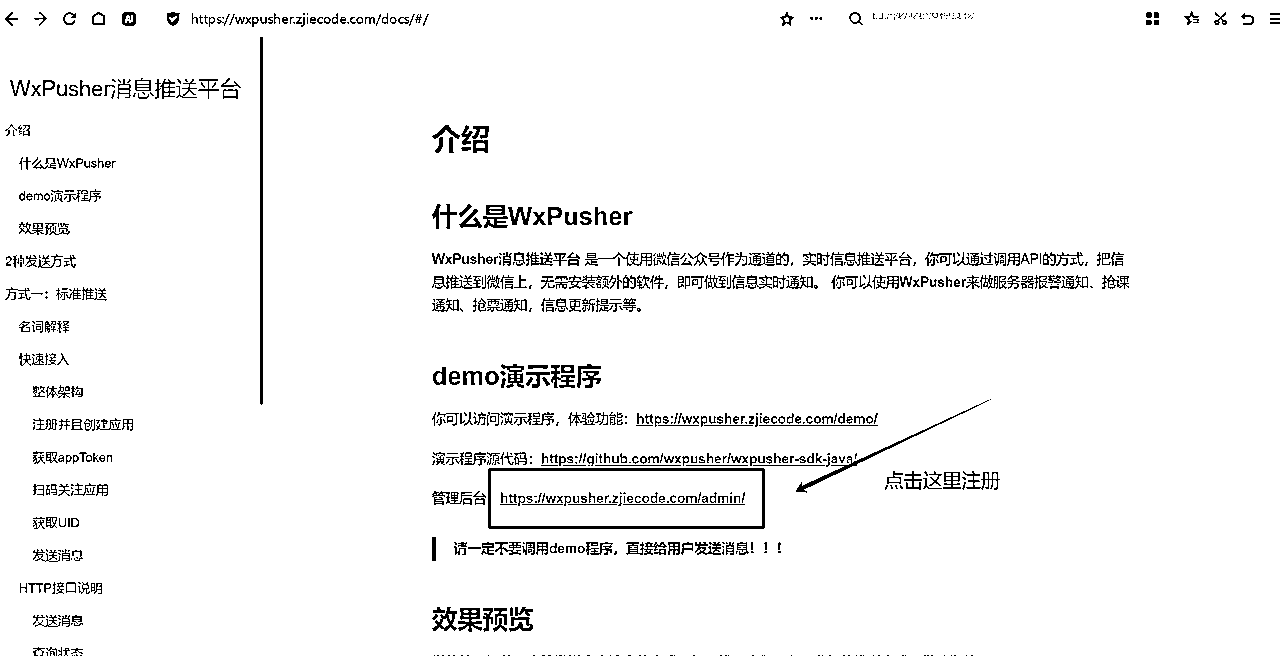 https://wxpusher.zjiecode.com/docs/#/
WxPusher消息推送平台
介绍
什么是WxPusher
demo演示程序
效果预览
2种发送方式
方式一：标准推送
名词解释
快速接入
整体架构
注册并且创建应用
获取appToken
扫码关注应用
获取UID
发送消息
HTTP接口说明
发送消息
查询状态
介绍
什么是WxPusher
WxPusher消息推送平台 是一个使用微信公众号作为通道的，实时信息推送平台，你可以通过调用API的方式，把信
息推送到微信上，无需安装额外的软件，即可做到信息实时通知。 你可以使用WxPusher来做服务器报警通知、抢课
通知、抢票通知，信息更新提示等。
demo演示程序
你可以访问演示程序，体验功能：https://wxpusher.zjiecode.com/demo/
演示程序源代码：https://github.com/wxpusher/wxpusher-sdk-java/
管理后台 https://wxpusher.zjiecode.com/admin/
点击这里注册
请一定不要调用demo程序，直接给用户发送消息！！！
效果预览